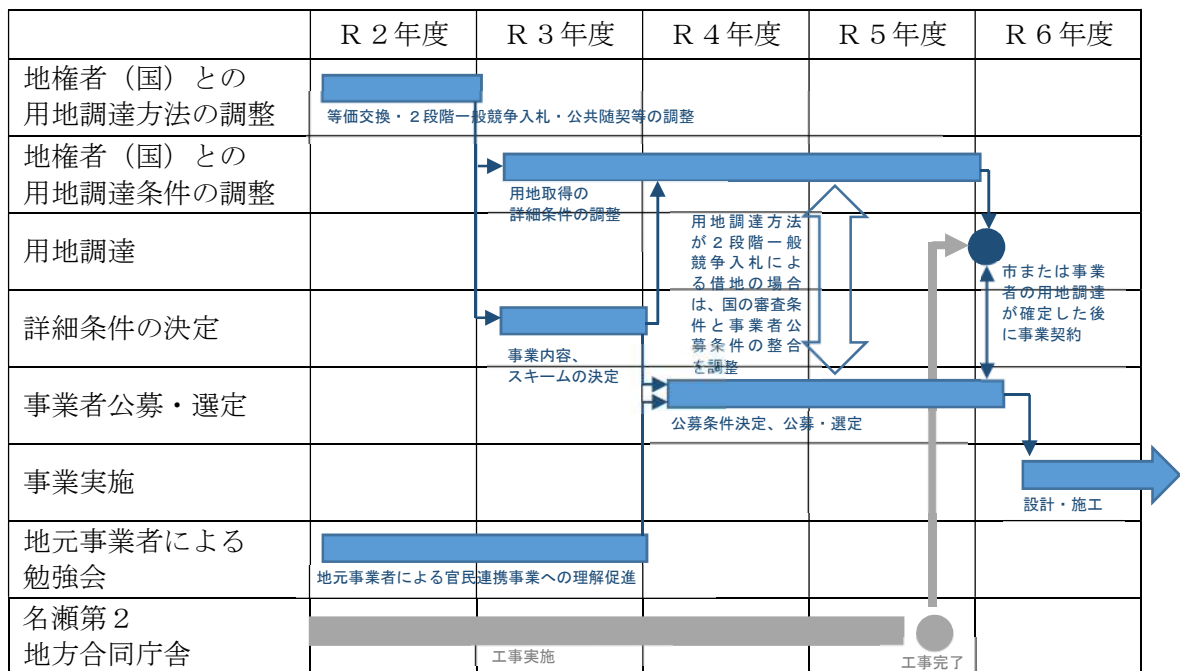 Ｒ２年度 Ｒ３年度 Ｒ４年度 Ｒ５年度 Ｒ６年度
地権者（国）との
用地調達方法の調整
等価交換・２段階一般競争入札・公共随契等の調整
地権者（国）との
用地調達条件の調整
用地取得の
詳細条件の調整
用地調達方法
が２段階一般
競争入札によ
る借地の場合
は、国の審査条
件と事業者公
募条件の整合
を調整
用地調達
市または事業
者の用地調達
が確定した後
に事業契約
詳細条件の決定
事業内容、
スキームの決定
事業者公募・選定
公募条件決定、公募・選定
事業実施
設計・施工
地元事業者による
勉強会
地元事業者による官民連携事業への理解促進
名瀬第２
地方合同庁舎
工事実施
工事完了